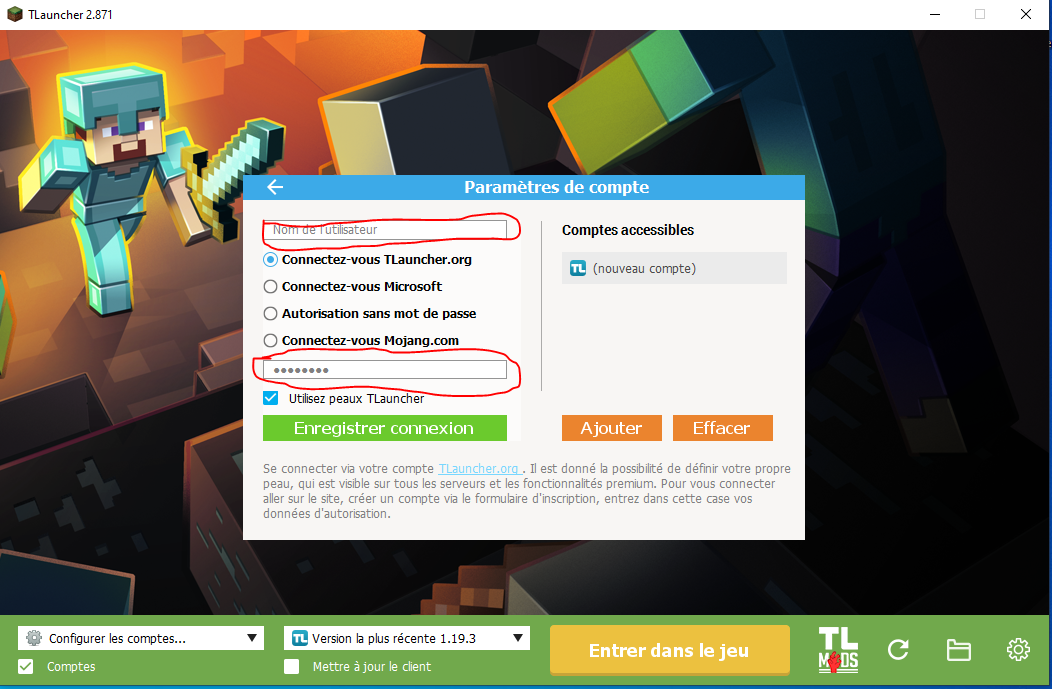 TLauncher 2.871
Paramètres de compte
Nom de l'utilisateur
Connectez-vous TLauncher.org
Connectez-vous Microsoft
Autorisation sans mot de passe
Connectez-vous Mojang.com
••••••••
Utilisez peaux TLauncher
Enregistrer connexion
Comptes accessibles
TL (nouveau compte)
Ajouter
Effacer
Se connecter via votre compte TLauncher.org . Il est donné la possibilité de définir votre propre
peau, qui est visible sur tous les serveurs et les fonctionnalités premium. Pour vous connecter
aller sur le site, créer un compte via le formulaire d'inscription, entrez dans cette case vos
données d'autorisation.
Configurer les comptes...
Comptes
TL Version la plus récente 1.19.3
Mettre à jour le client
Entrer dans le jeu
TL
MODS